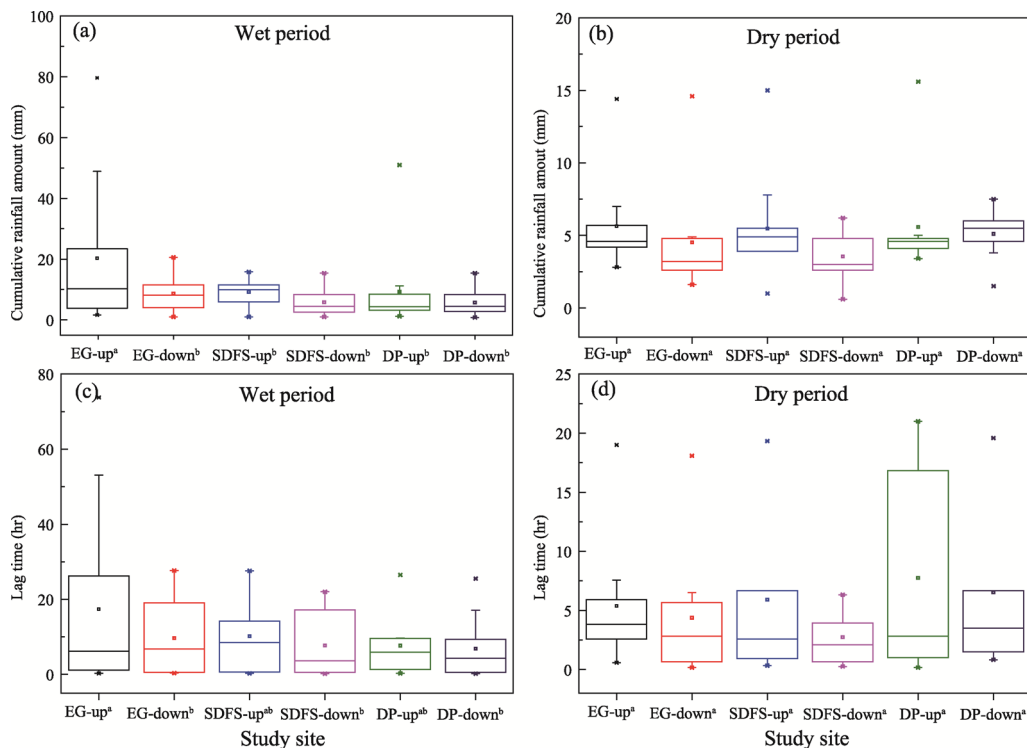 (a)
Wet period
Cumulative rainfall amount (mm)
100
80
60
40
20
0
EG-upᵃ
EG-downᵇ
SDFS-upᵇ
SDFS-downᵇ
DP-upᵇ
DP-downᵇ
(b)
Dry period
Cumulative rainfall amount (mm)
20
15
10
5
0
EG-upᵃ
EG-downᵃ
SDFS-upᵃ
SDFS-downᵃ
DP-upᵃ
DP-downᵃ
(c)
Wet period
Lag time (hr)
80
60
40
20
0
EG-upᵃ
EG-downᵇ
SDFS-upᵃᵇ
SDFS-downᵇ
DP-upᵃᵇ
DP-downᵇ
Study site
(d)
Dry period
Lag time (hr)
25
20
15
10
5
0
EG-upᵃ
EG-downᵃ
SDFS-upᵃ
SDFS-downᵃ
DP-upᵃ
DP-downᵃ
Study site